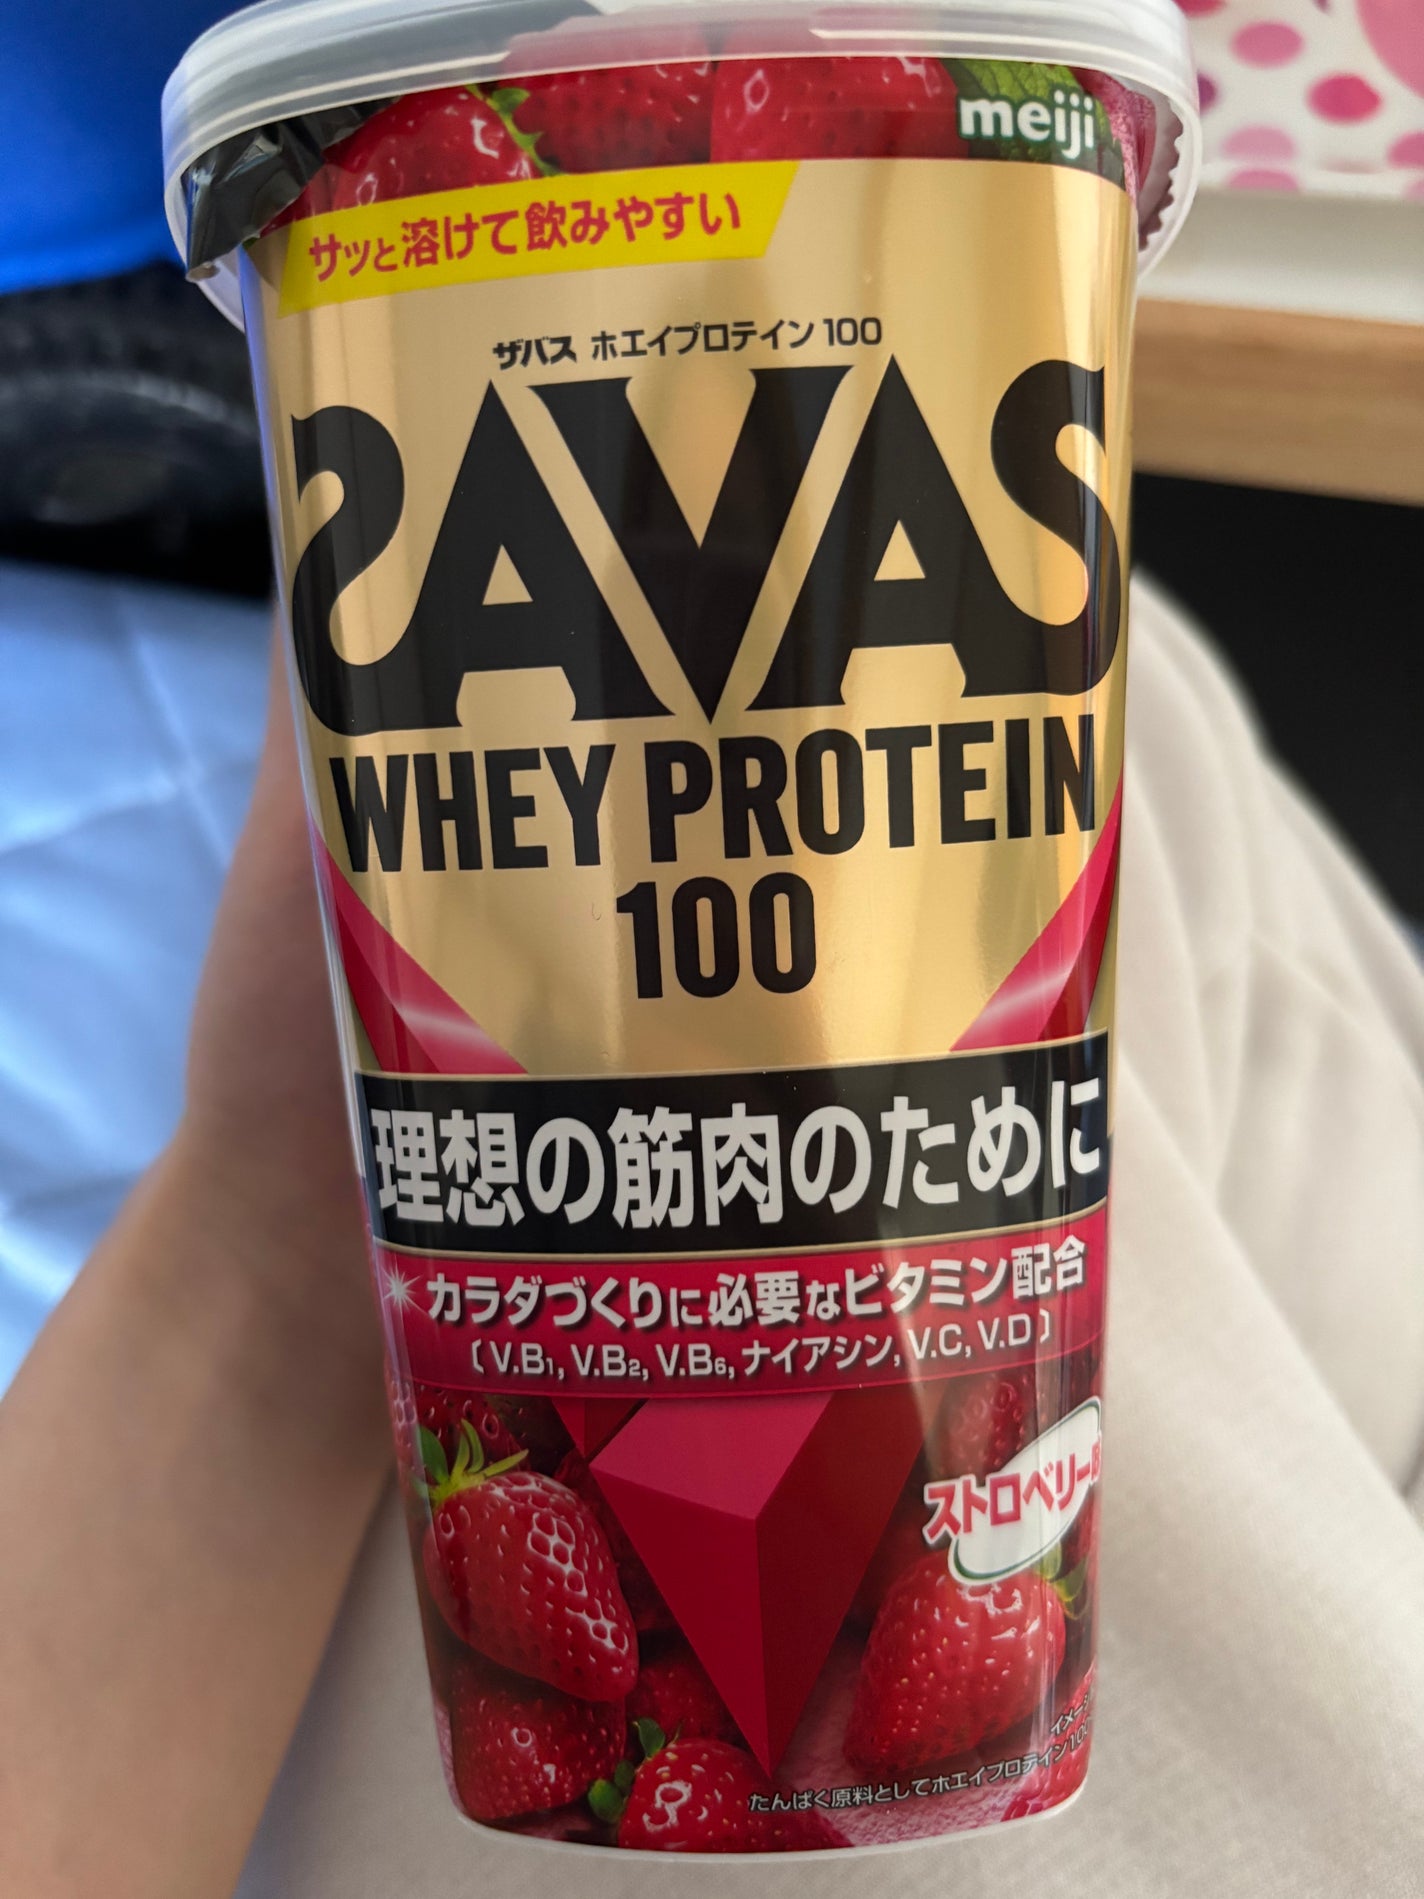 meiji
サッと溶けて飲みやすい
ザバス ホエイプロテイン100
SAVAS
WHEY PROTEIN
100
理想の筋肉のために
カラダづくりに必要なビタミン配合
〔V.B1, V.B2, V.B6, ナイアシン, V.C, V.D〕
ストロベリー
イメージ
たんぱく原料としてホエイプロテイン100